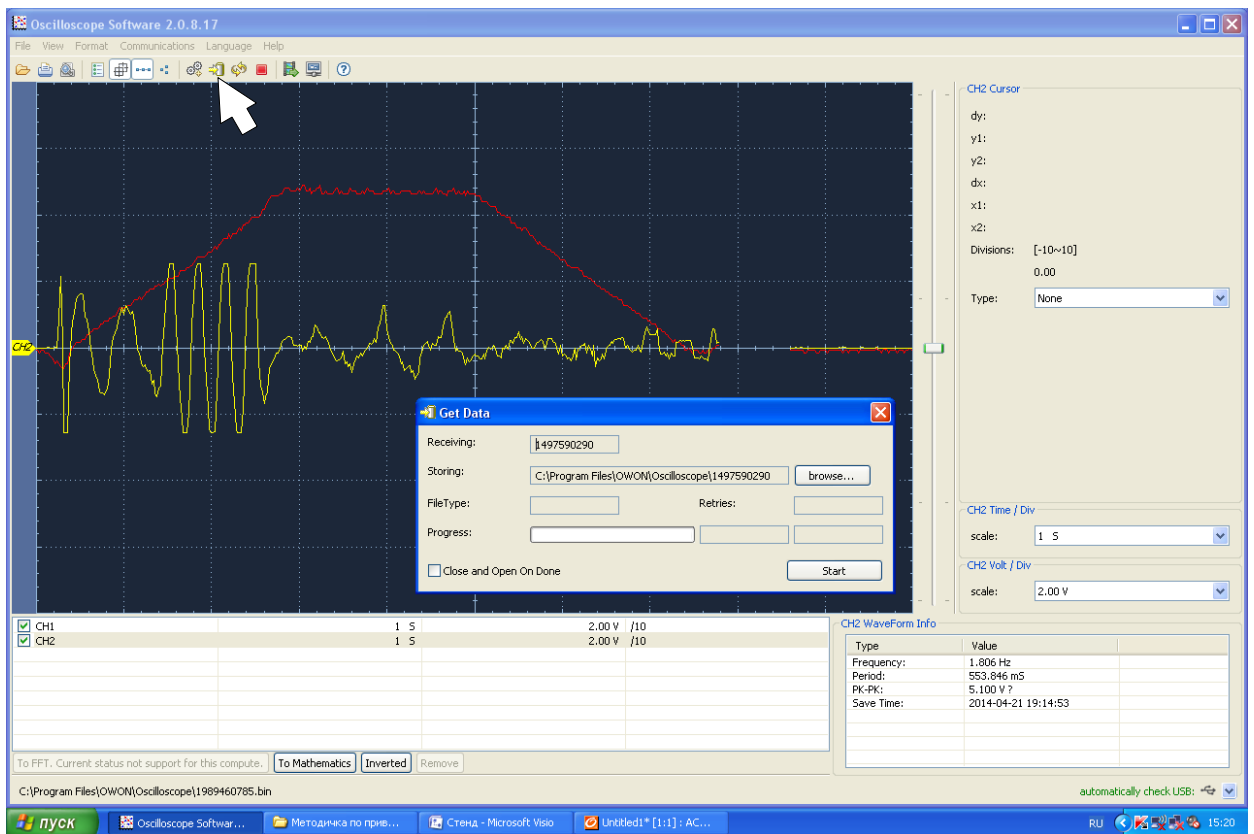 Oscilloscope Software 2.0.8.17
File View Format Communications Language Help
CH2 Cursor
dy:
y1:
y2:
dx:
x1:
x2:
Divisions: [-10~10]
0.00
Type: None
CH2
Get Data
Receiving: 1497590290
Storing: C:\Program Files\OWON\Oscilloscope\1497590290 browse...
FileType: Retries:
Progress:
Close and Open On Done Start
CH2 Time / Div
scale: 1 S
CH2 Volt / Div
scale: 2.00 V
CH1 1 S 2.00 V /10
CH2 1 S 2.00 V /10
CH2 WaveForm Info
Type Value
Frequency: 1.806 Hz
Period: 553.846 mS
PK-PK: 5.100 V ?
Save Time: 2014-04-21 19:14:53
To FFT. Current status not support for this compute. To Mathematics Inverted Remove
C:\Program Files\OWON\Oscilloscope\1989460785.bin automatically check USB:
пуск Oscilloscope Softwar... Методичка по прив... Стенд - Microsoft Visio Untitled1* [1:1] : AC... RU 15:20